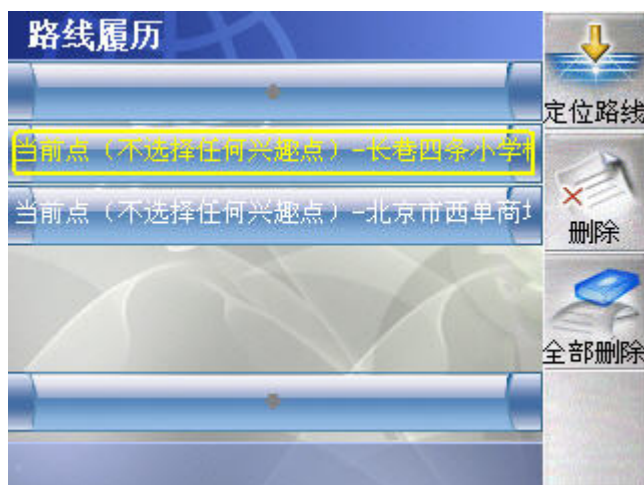 路线履历
定位路线
当前点（不选择任何兴趣点）-长巷四条小学
当前点（不选择任何兴趣点）-北京市西单商
删除
全部删除